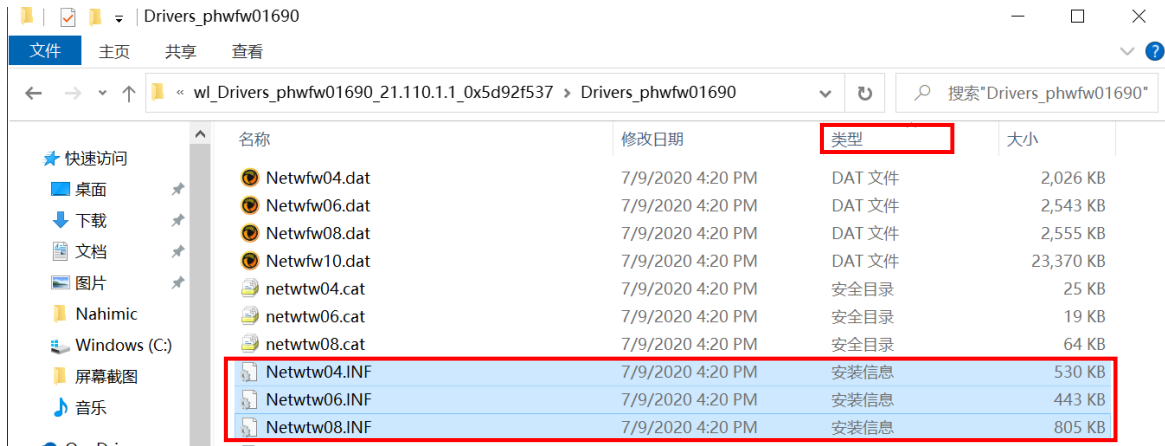 Drivers_phwfw01690
文件 主页 共享 查看
« wl_Drivers_phwfw01690_21.110.1.1_0x5d92f537 > Drivers_phwfw01690 搜索"Drivers_phwfw01690"
名称 修改日期 类型 大小
快速访问
桌面
下载
文档
图片
Nahimic
Windows (C:)
屏幕截图
音乐
Netwfw04.dat 7/9/2020 4:20 PM DAT 文件 2,026 KB
Netwfw06.dat 7/9/2020 4:20 PM DAT 文件 2,543 KB
Netwfw08.dat 7/9/2020 4:20 PM DAT 文件 2,555 KB
Netwfw10.dat 7/9/2020 4:20 PM DAT 文件 23,370 KB
netwtw04.cat 7/9/2020 4:20 PM 安全目录 25 KB
netwtw06.cat 7/9/2020 4:20 PM 安全目录 19 KB
netwtw08.cat 7/9/2020 4:20 PM 安全目录 64 KB
Netwtw04.INF 7/9/2020 4:20 PM 安装信息 530 KB
Netwtw06.INF 7/9/2020 4:20 PM 安装信息 443 KB
Netwtw08.INF 7/9/2020 4:20 PM 安装信息 805 KB